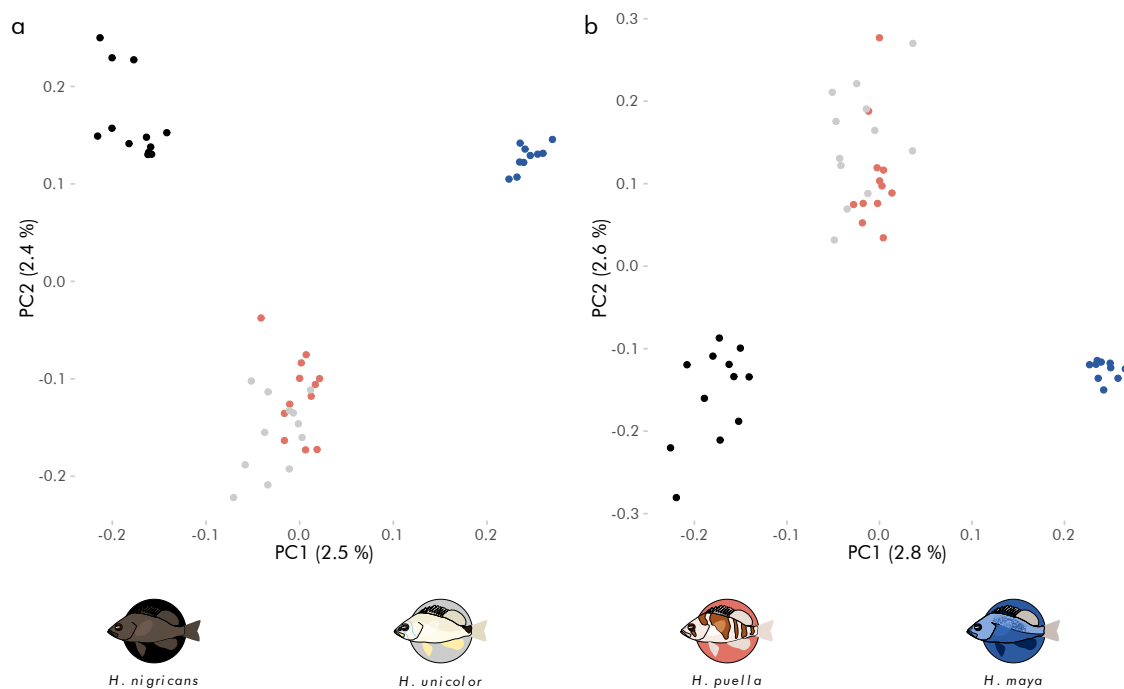 a
PC2 (2.4 %)
0.2
0.1
0.0
-0.1
-0.2
-0.2
-0.1
0.0
0.1
0.2
PC1 (2.5 %)
b
PC2 (2.6 %)
0.3
0.2
0.1
0.0
-0.1
-0.2
-0.3
-0.2
-0.1
0.0
0.1
0.2
PC1 (2.8 %)
H. nigricans
H. unicolor
H. puella
H. maya